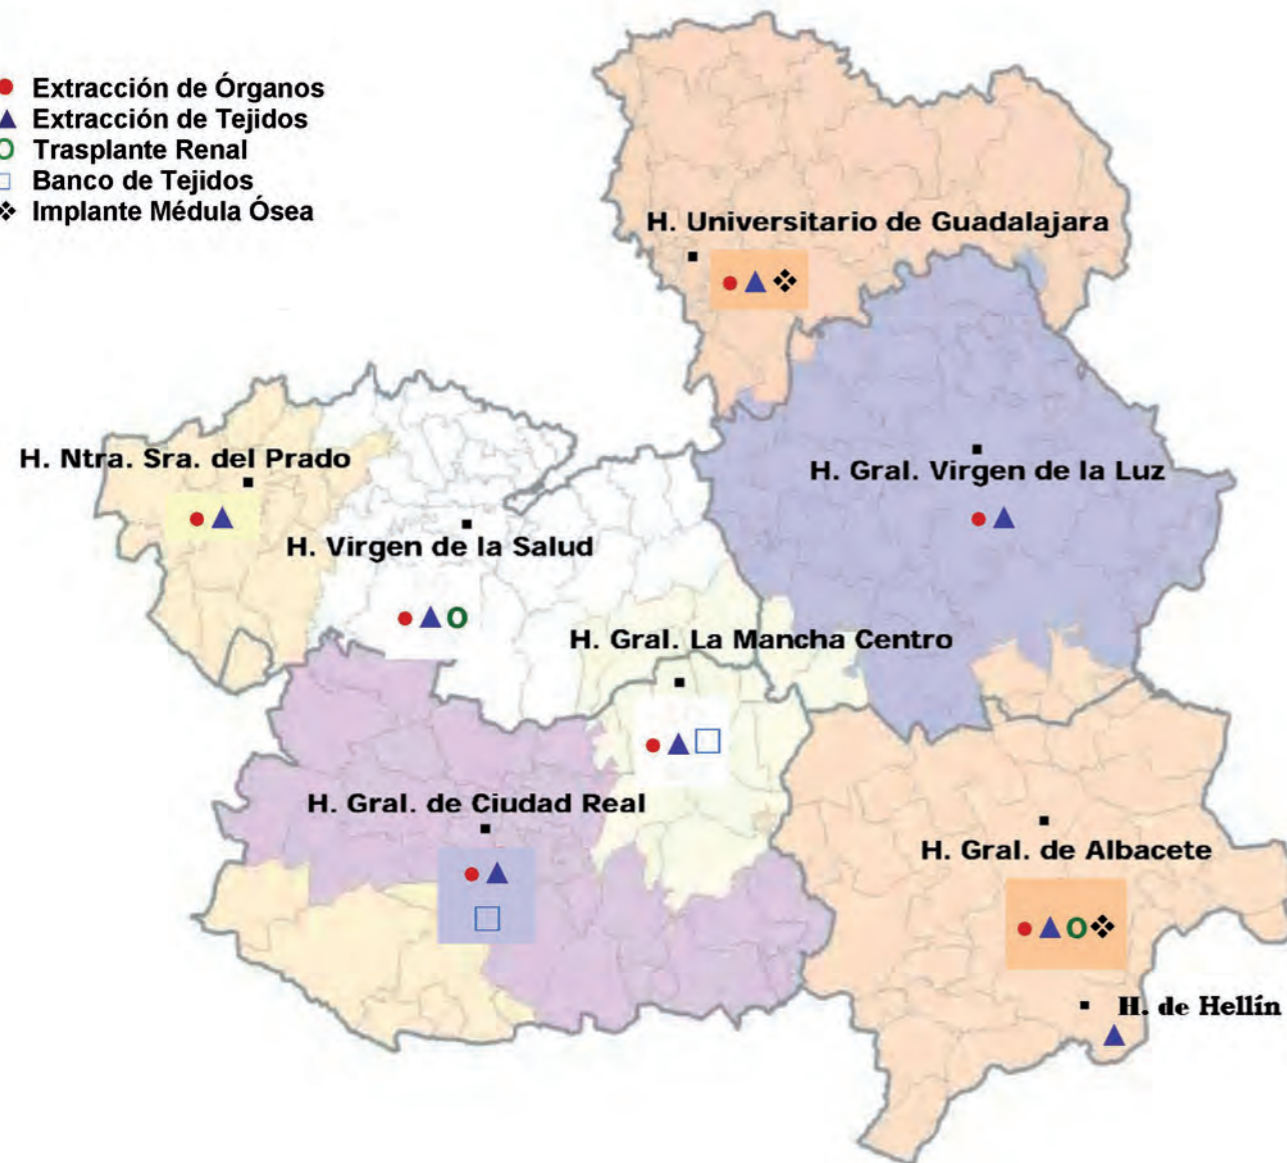 Extracción de Órganos
Extracción de Tejidos
Trasplante Renal
Banco de Tejidos
Implante Médula Ósea
H. Universitario de Guadalajara
H. Ntra. Sra. del Prado
H. Gral. Virgen de la Luz
H. Virgen de la Salud
H. Gral. La Mancha Centro
H. Gral. de Ciudad Real
H. Gral. de Albacete
H. de Hellín